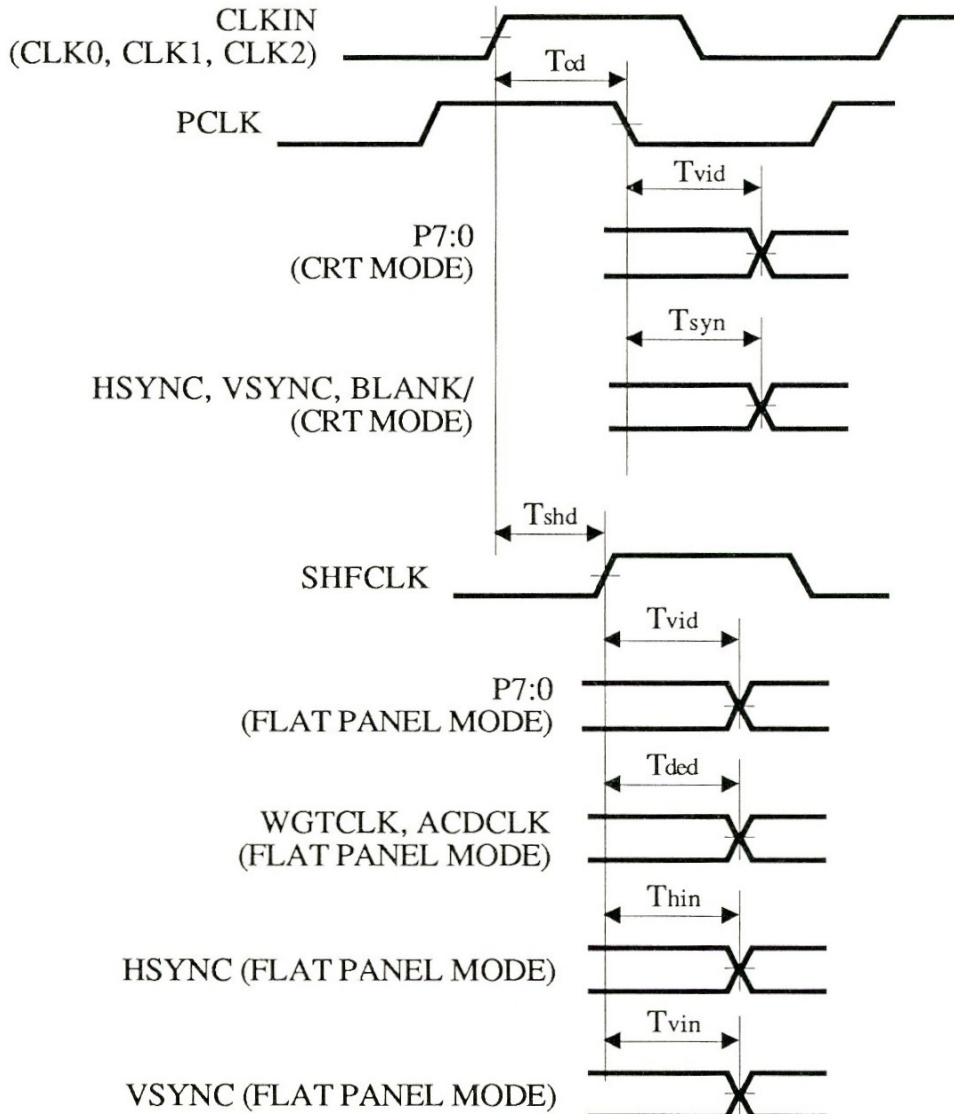 CLKIN
(CLK0, CLK1, CLK2)
Tcd
PCLK
Tvid
P7:0
(CRT MODE)
Tsyn
HSYNC, VSYNC, BLANK/
(CRT MODE)
Tshd
SHFCLK
Tvid
P7:0
(FLAT PANEL MODE)
Tded
WGTCLK, ACDCLK
(FLAT PANEL MODE)
Thin
HSYNC (FLAT PANEL MODE)
Tvin
VSYNC (FLAT PANEL MODE)